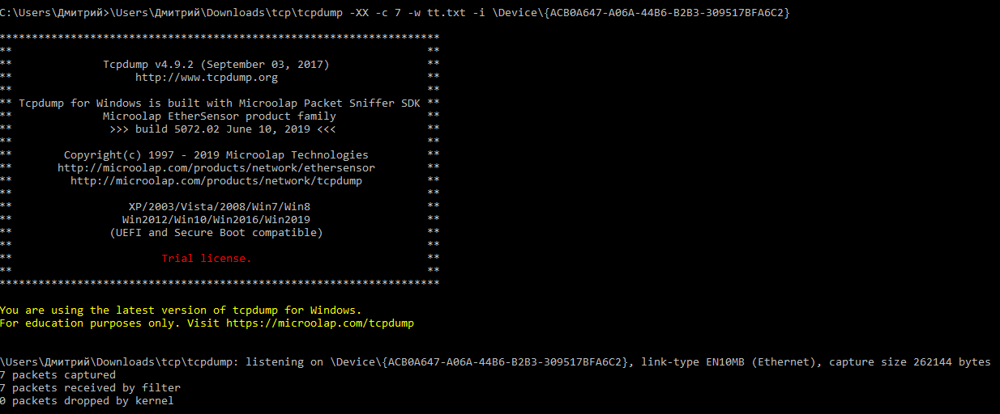 C:\Users\Дмитрий>\Users\Дмитрий\Downloads\tcp\tcpdump -XX -c 7 -w tt.txt -i \Device\{ACB0A647-A06A-44B6-B2B3-309517BFA6C2}
********************************************************************
** **
** Tcpdump v4.9.2 (September 03, 2017) **
** http://www.tcpdump.org **
** **
** Tcpdump for Windows is built with Microolap Packet Sniffer SDK **
** Microolap EtherSensor product family **
** >>> build 5072.02 June 10, 2019 <<< **
** **
** Copyright(c) 1997 - 2019 Microolap Technologies **
** http://microolap.com/products/network/ethersensor **
** http://microolap.com/products/network/tcpdump **
** **
** XP/2003/Vista/2008/Win7/Win8 **
** Win2012/Win10/Win2016/Win2019 **
** (UEFI and Secure Boot compatible) **
** **
** Trial license. **
** **
********************************************************************
You are using the latest version of tcpdump for Windows.
For education purposes only. Visit https://microolap.com/tcpdump
\Users\Дмитрий\Downloads\tcp\tcpdump: listening on \Device\{ACB0A647-A06A-44B6-B2B3-309517BFA6C2}, link-type EN10MB (Ethernet), capture size 262144 bytes
7 packets captured
7 packets received by filter
0 packets dropped by kernel